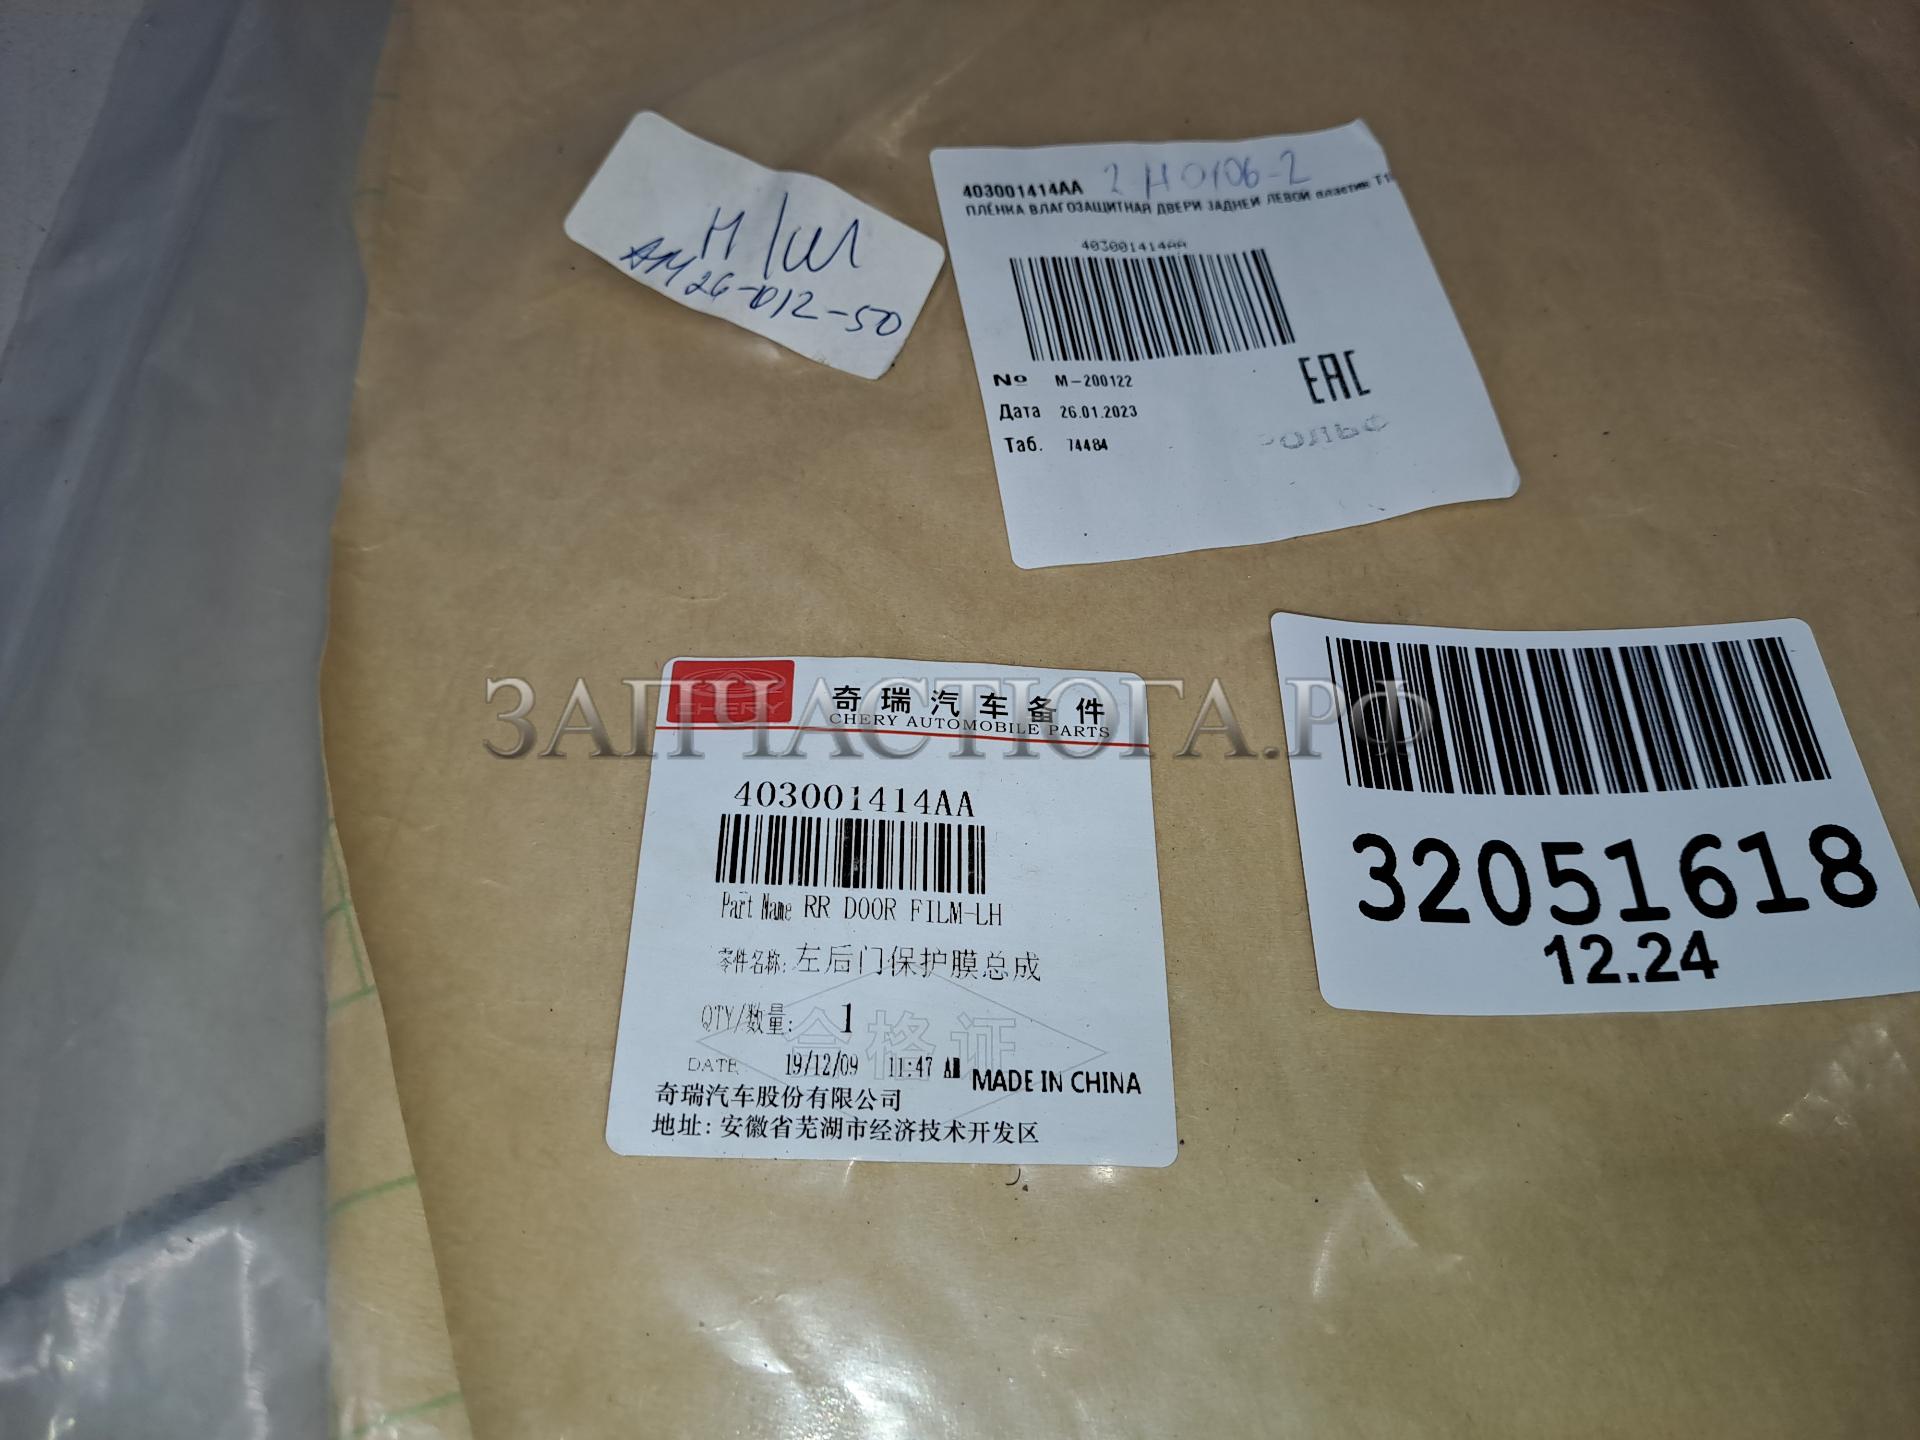 Н/Ш
АМ26-012-50
403001414AA 2 Н0106-2
ПЛЁНКА ВЛАГОЗАЩИТНАЯ ДВЕРИ ЗАДНЕЙ ЛЕВОЙ пластик Т1
403001414AA
№ М-200122
Дата 26.01.2023
Таб. 74484
EAC
ОЛЬФ
ЗАПЧАСТЮГА.РФ
CHERY
奇瑞汽车备件
CHERY AUTOMOBILE PARTS
403001414AA
Part Name RR DOOR FILM-LH
零件名称: 左后门保护膜总成
QTY/数量: 1
合格证
DATE 19/12/09 11:47 AM
MADE IN CHINA
奇瑞汽车股份有限公司
地址: 安徽省芜湖市经济技术开发区
32051618
12.24